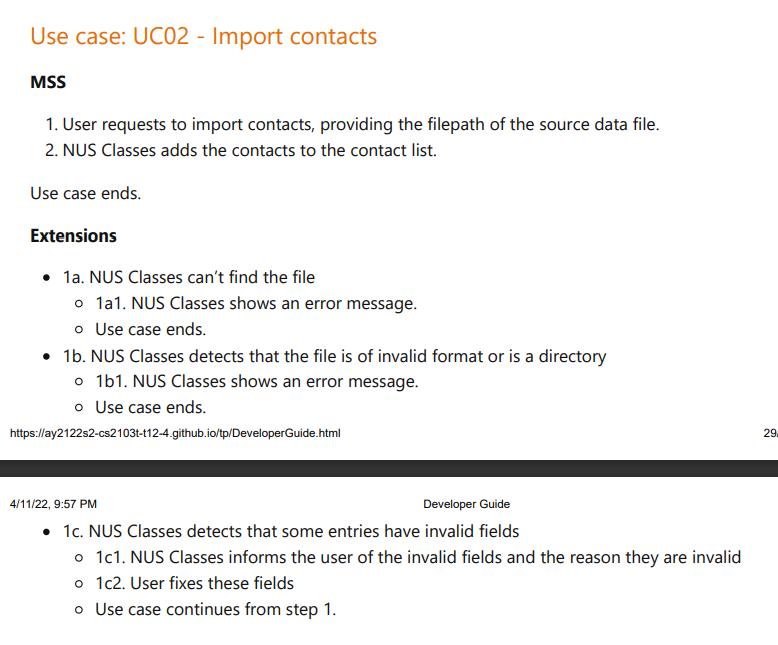 Use case: UC02 - Import contacts
MSS
1. User requests to import contacts, providing the filepath of the source data file.
2. NUS Classes adds the contacts to the contact list.
Use case ends.
Extensions
• 1a. NUS Classes can’t find the file
○ 1a1. NUS Classes shows an error message.
○ Use case ends.
• 1b. NUS Classes detects that the file is of invalid format or is a directory
○ 1b1. NUS Classes shows an error message.
○ Use case ends.
https://ay2122s2-cs2103t-t12-4.github.io/tp/DeveloperGuide.html 29/
4/11/22, 9:57 PM Developer Guide
• 1c. NUS Classes detects that some entries have invalid fields
○ 1c1. NUS Classes informs the user of the invalid fields and the reason they are invalid
○ 1c2. User fixes these fields
○ Use case continues from step 1.